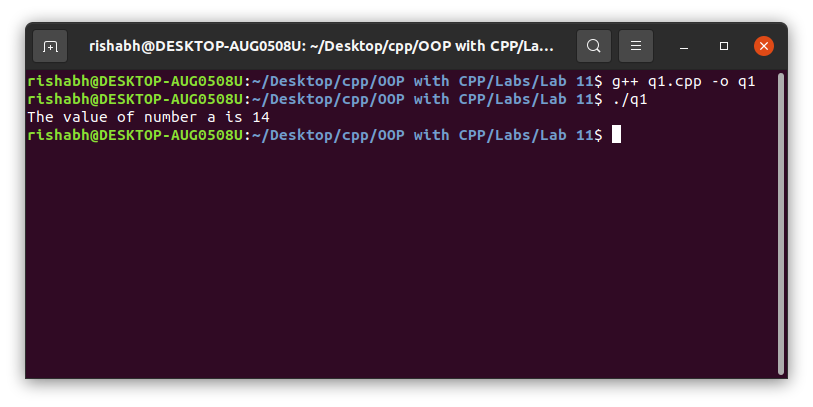 rishabh@DESKTOP-AUG0508U: ~/Desktop/cpp/OOP with CPP/La...
rishabh@DESKTOP-AUG0508U:~/Desktop/cpp/OOP with CPP/Labs/Lab 11$ g++ q1.cpp -o q1
rishabh@DESKTOP-AUG0508U:~/Desktop/cpp/OOP with CPP/Labs/Lab 11$ ./q1
The value of number a is 14
rishabh@DESKTOP-AUG0508U:~/Desktop/cpp/OOP with CPP/Labs/Lab 11$